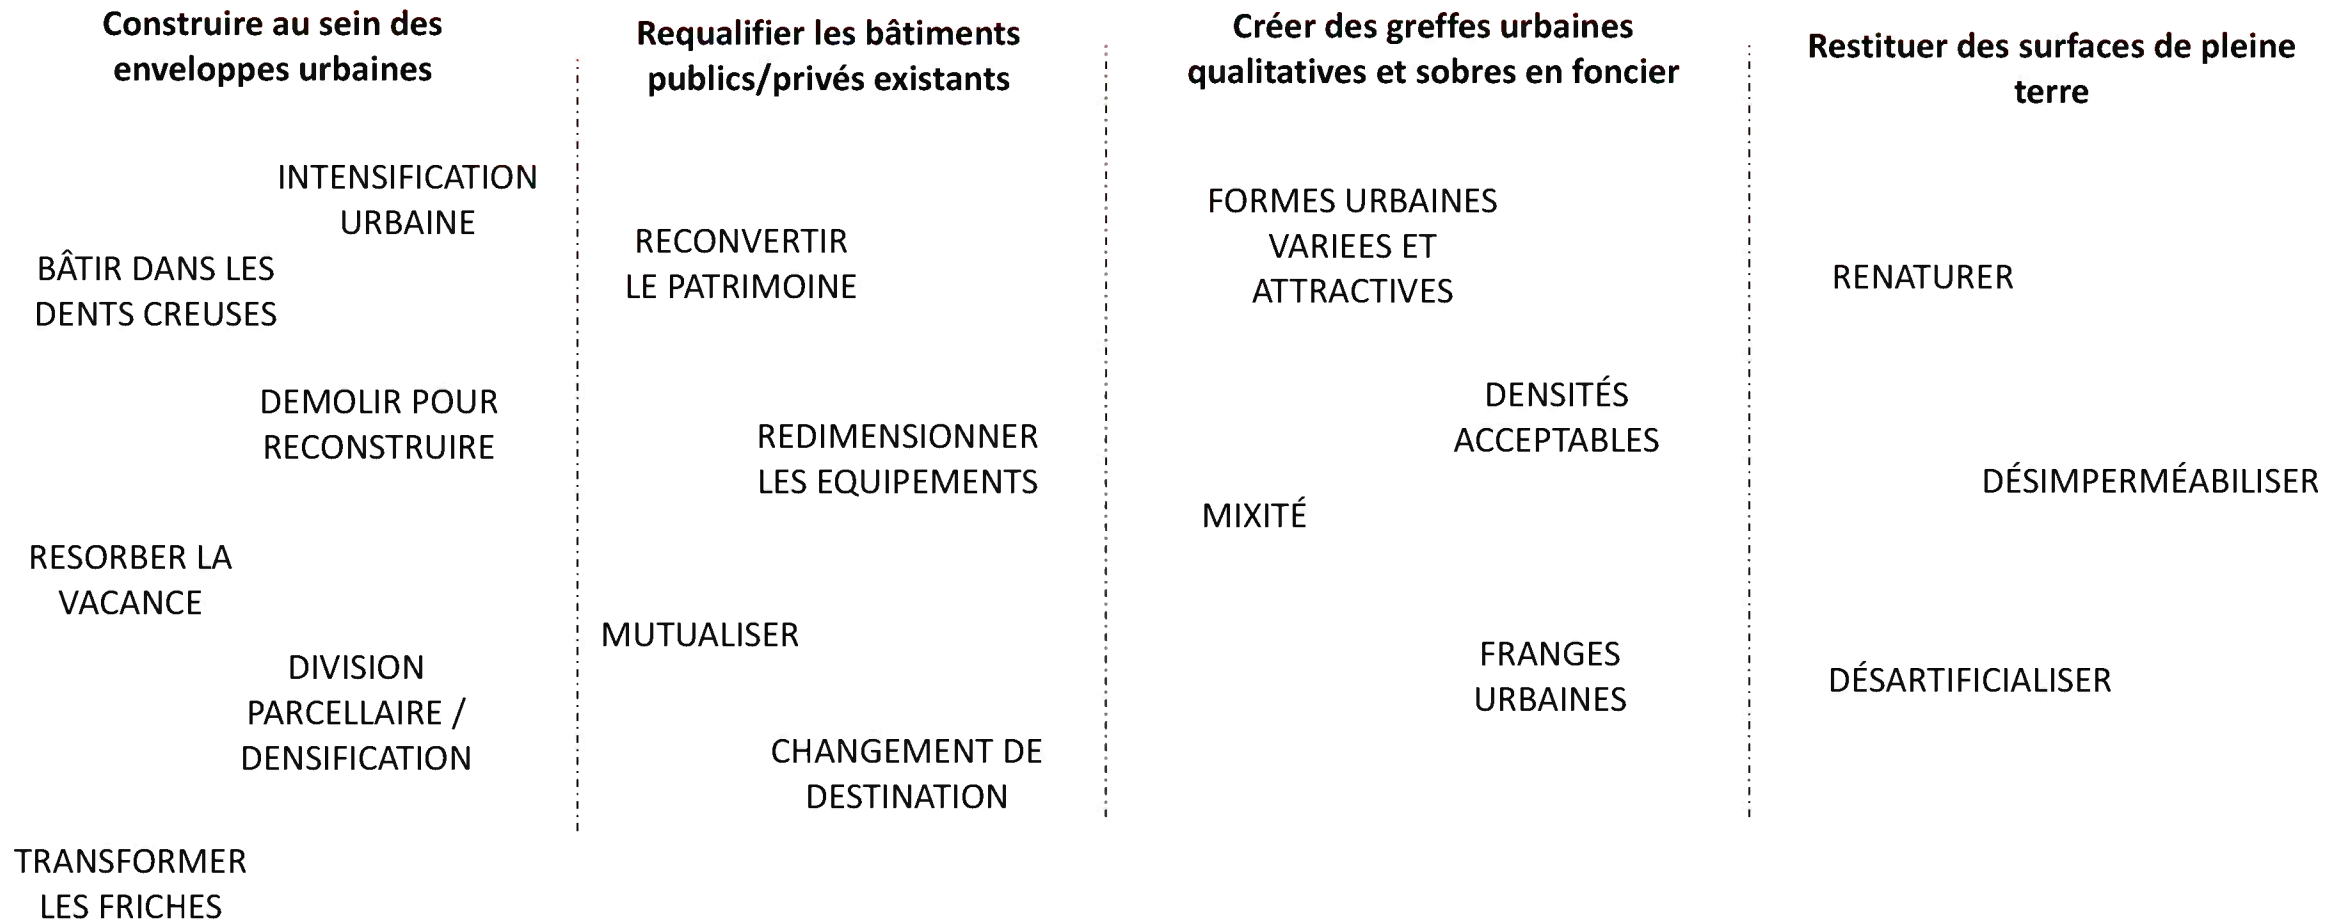 Construire au sein des
enveloppes urbaines
INTENSIFICATION
URBAINE
BÂTIR DANS LES
DENTS CREUSES
DEMOLIR POUR
RECONSTRUIRE
RESORBER LA
VACANCE
DIVISION
PARCELLAIRE /
DENSIFICATION
TRANSFORMER
LES FRICHES
Requalifier les bâtiments
publics/privés existants
RECONVERTIR
LE PATRIMOINE
REDIMENSIONNER
LES EQUIPEMENTS
MUTUALISER
CHANGEMENT DE
DESTINATION
Créer des greffes urbaines
qualitatives et sobres en foncier
FORMES URBAINES
VARIEES ET
ATTRACTIVES
DENSITÉS
ACCEPTABLES
MIXITÉ
FRANGES
URBAINES
Restituer des surfaces de pleine
terre
RENATURER
DÉSIMPERMÉABILISER
DÉSARTIFICIALISER